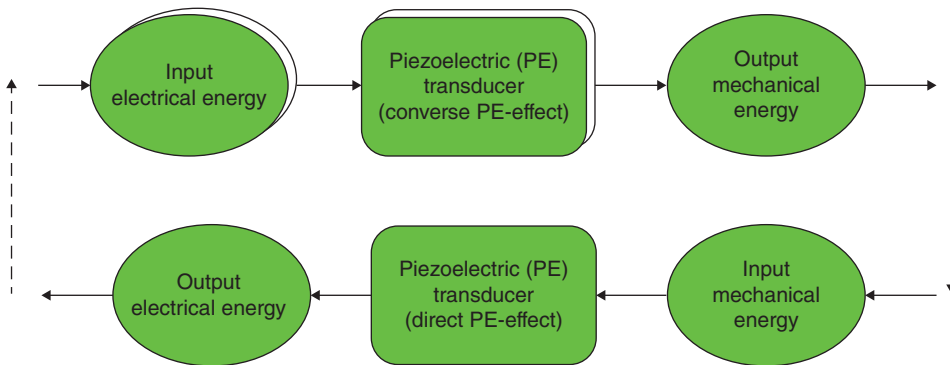 Input
electrical energy
Piezoelectric (PE)
transducer
(converse PE-effect)
Output
mechanical
energy
Output
electrical energy
Piezoelectric (PE)
transducer
(direct PE-effect)
Input
mechanical
energy